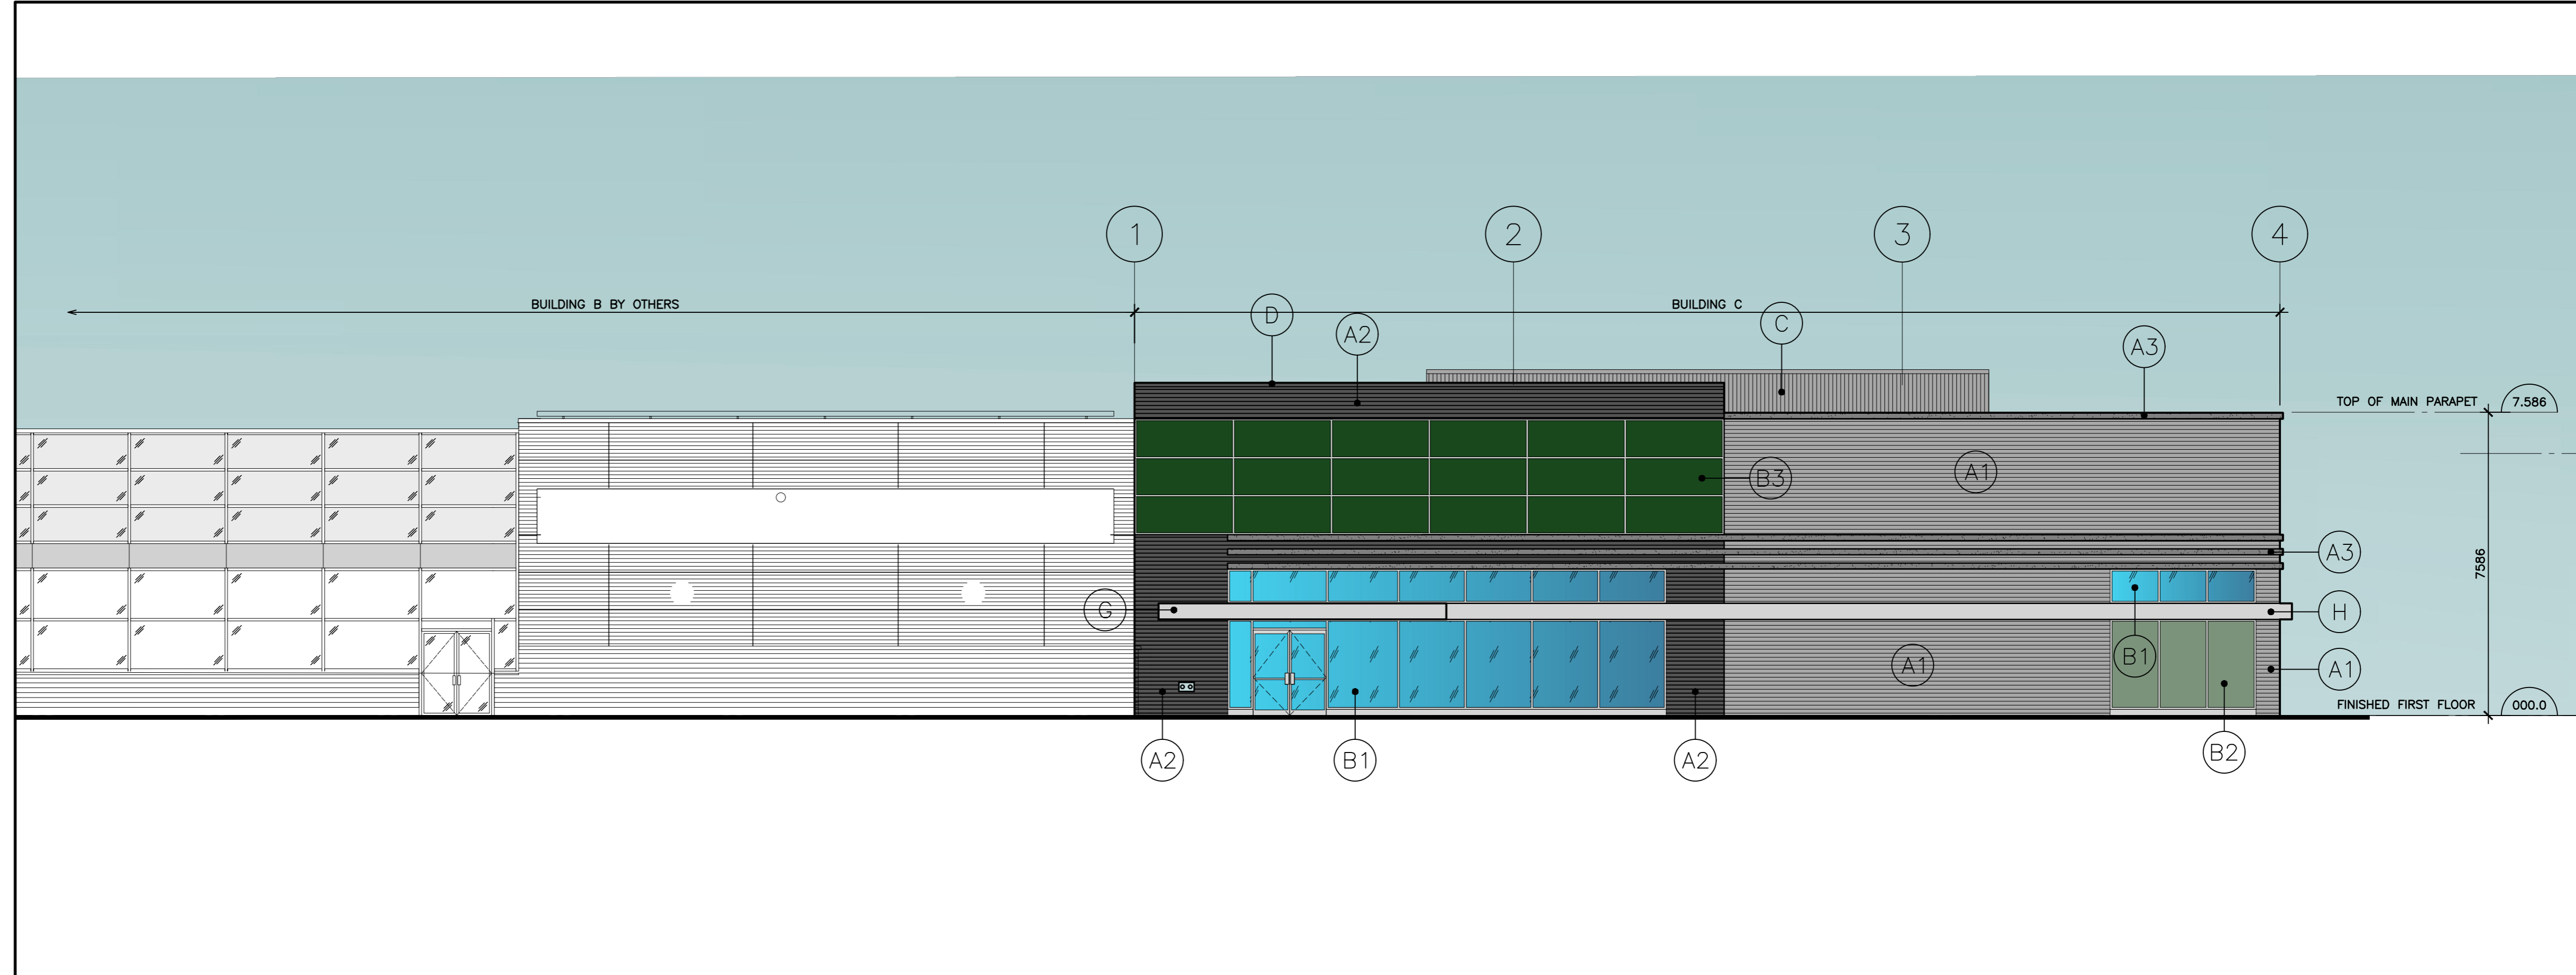 1
2
3
4
BUILDING B BY OTHERS
BUILDING C
D
A2
C
A3
TOP OF MAIN PARAPET
7.586
B3
A1
A3
7586
G
H
B1
A1
A1
FINISHED FIRST FLOOR
000.0
A2
B1
A2
B2